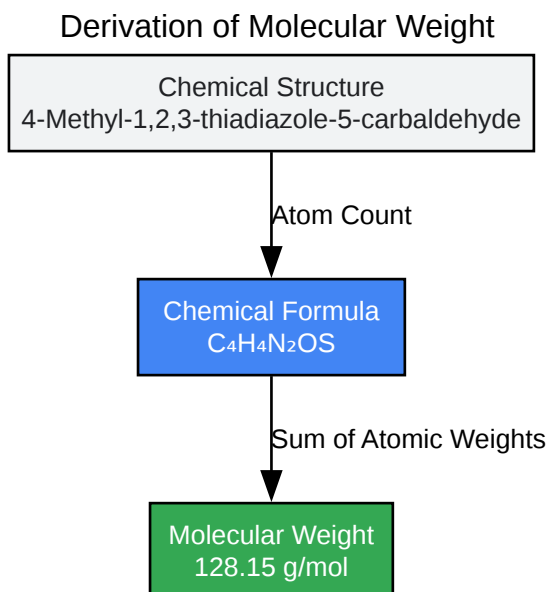 Derivation of Molecular Weight
Chemical Structure
4-Methyl-1,2,3-thiadiazole-5-carbaldehyde
Atom Count
Chemical Formula
C₄H₄N₂OS
Sum of Atomic Weights
Molecular Weight
128.15 g/mol